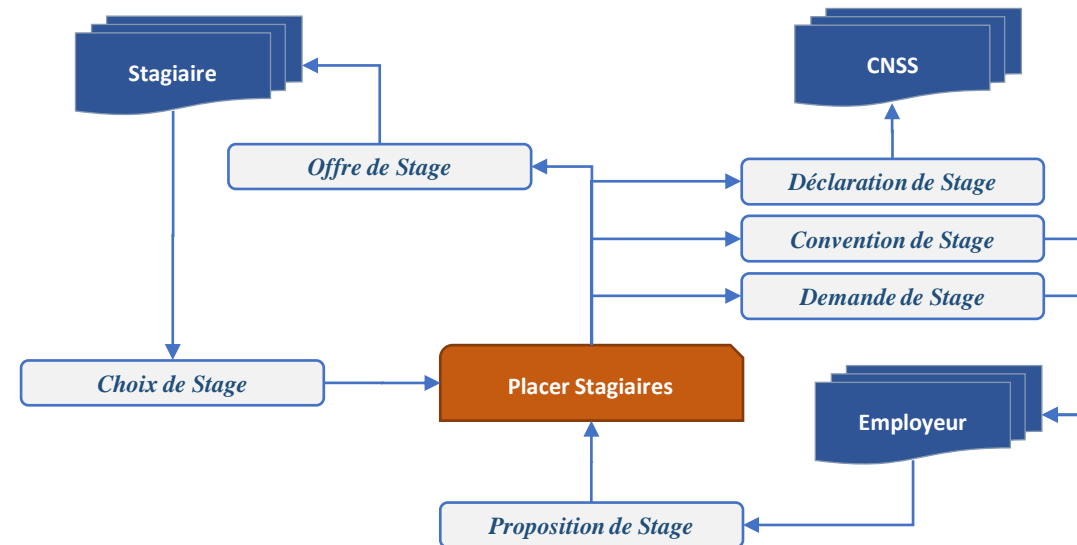 Stagiaire
CNSS
Offre de Stage
Déclaration de Stage
Convention de Stage
Demande de Stage
Choix de Stage
Placer Stagiaires
Employeur
Proposition de Stage